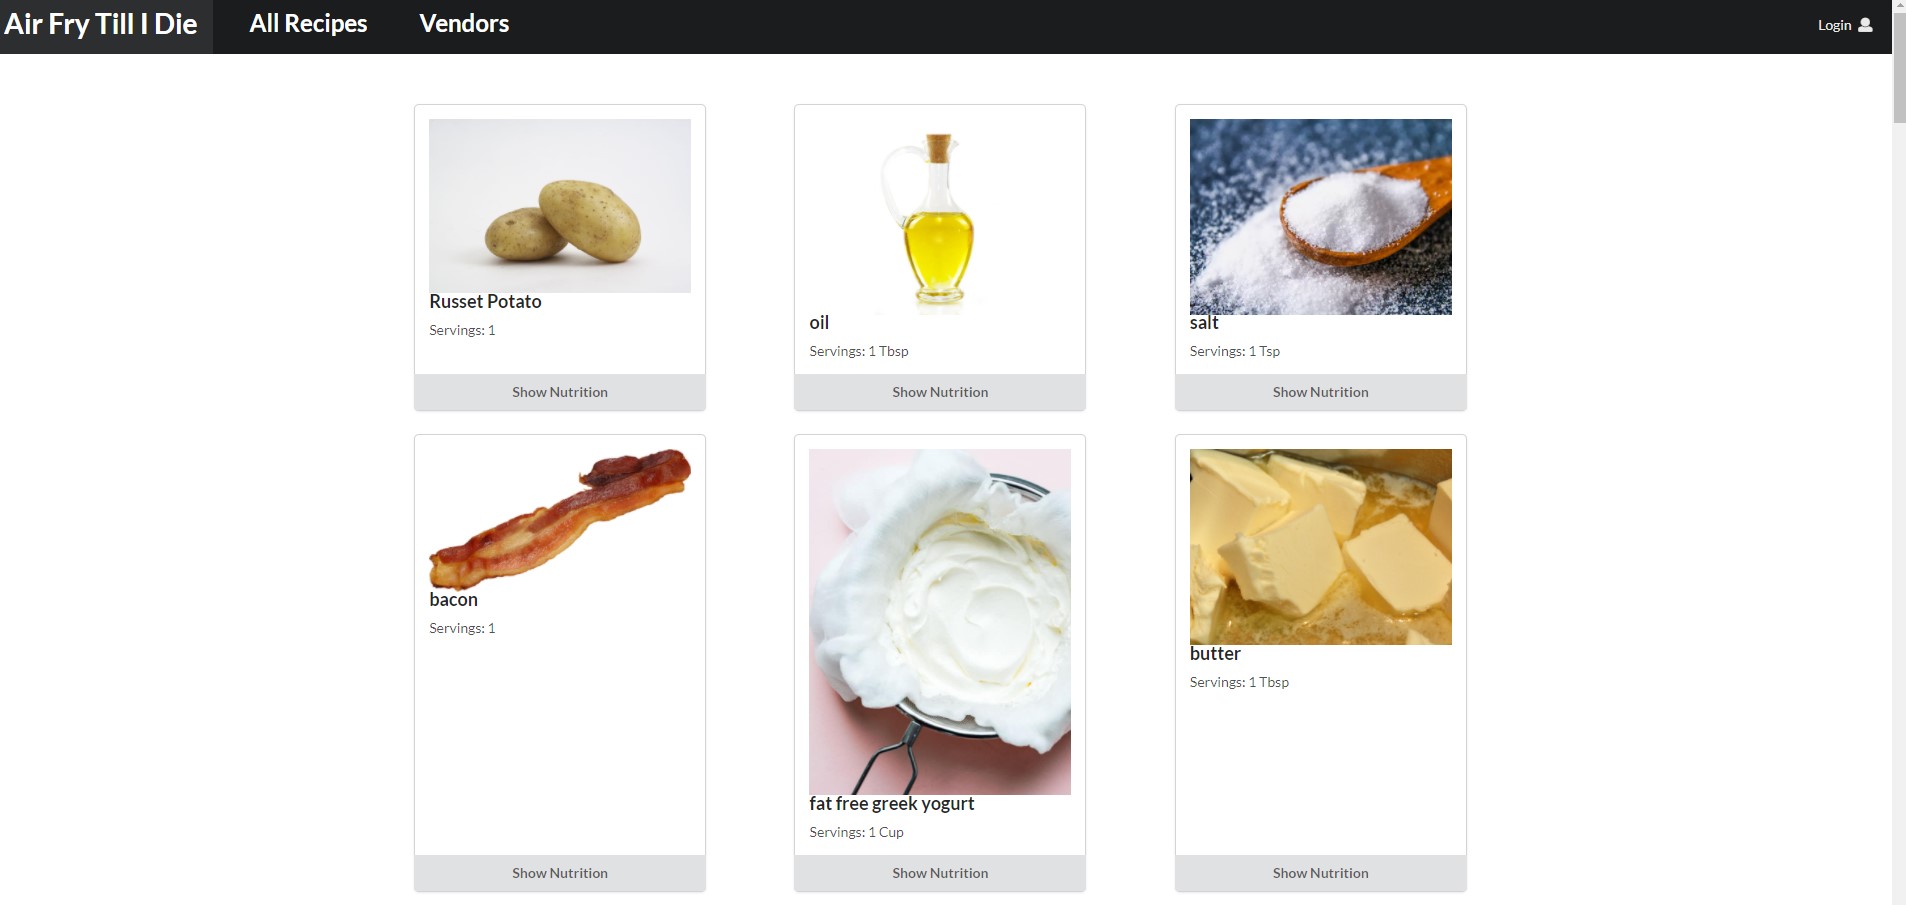 Air Fry Till I Die
All Recipes
Vendors
Login
Russet Potato
Servings: 1
Show Nutrition
oil
Servings: 1 Tbsp
Show Nutrition
salt
Servings: 1 Tsp
Show Nutrition
bacon
Servings: 1
Show Nutrition
fat free greek yogurt
Servings: 1 Cup
Show Nutrition
butter
Servings: 1 Tbsp
Show Nutrition